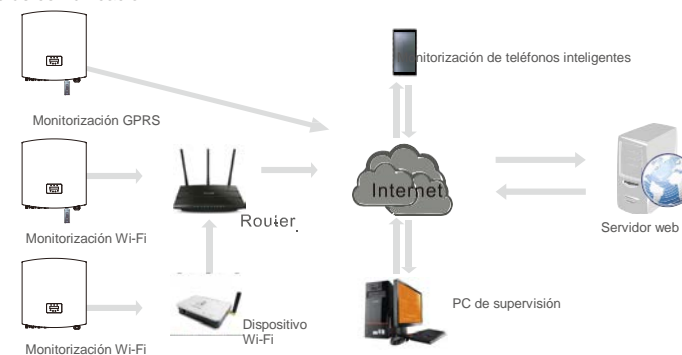 nitorización de teléfonos inteligentes
Monitorización GPRS
Internet
Router
Servidor web
Monitorización Wi-Fi
PC de supervisión
Dispositivo
Wi-Fi
Monitorización Wi-Fi